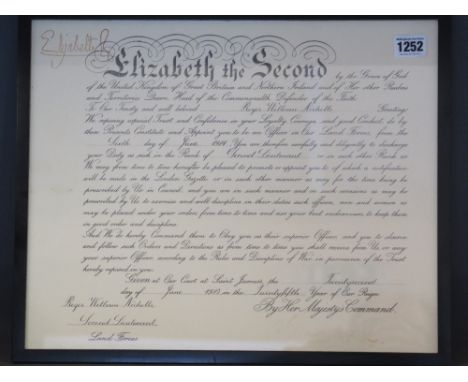 Elizabeth R
1252
Elizabeth the Second
by the Grace of God
of the United Kingdom of Great Britain and Northern Ireland and of Her other Realms
and Territories Queen, Head of the Commonwealth, Defender of the Faith.
To Our Trusty and well beloved Roger William Greeting:
We reposing especial Trust and Confidence in your Loyalty, Courage, and good Conduct, do by
these Presents Constitute and Appoint you to be an Officer in Our Land Forces, from the
Sixth day of June You are therefore carefully and diligently to discharge
your Duty as such in the Rank of Second Lieutenant or in such other Rank as
We may from time to time hereafter be pleased to promote or appoint you to, of which a notification
will be made in the London Gazette, or in such other manner as may for the time being be
prescribed by Us in Council, and you are in such manner and on such occasions as may be
prescribed by Us to exercise and well discipline in their duties such officers, men and women as
may be placed under your orders from time to time and use your best endeavours to keep them
in good order and discipline.
And We do hereby Command them to Obey you as their superior Officer, and you to observe
and follow such Orders and Directions as from time to time you shall receive from Us, or any
your superior Officer, according to the Rules and Discipline of War, in pursuance of the Trust
hereby reposed in you.
Given at Our Court, at Saint James's, the
day of June in the Twentyfifth Year of Our Reign
Roger William
By Her Majesty's Command
Second Lieutenant
Land Forces